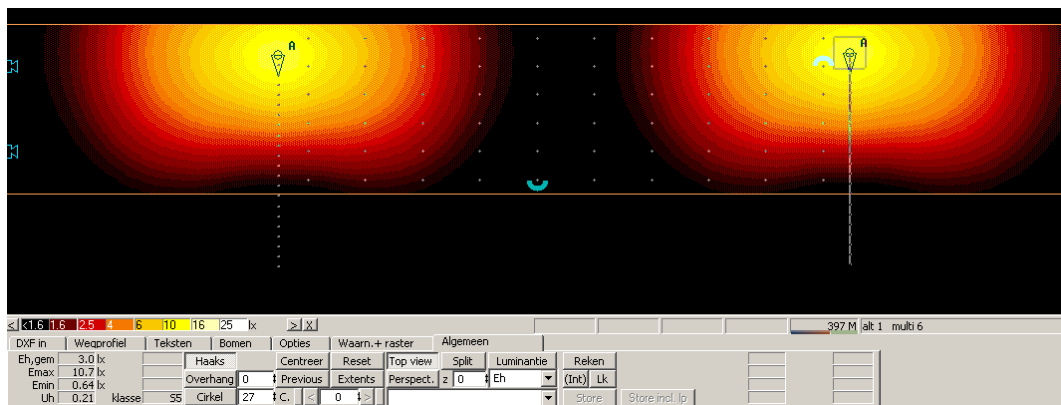 A
A
< <1.6 1.6 2.5 4 6 10 16 25 lx > X 397 M alt 1 multi 6
DXF in Wegprofiel Teksten Bomen Opties Waarn.+ raster Algemeen
Eh,gem 3.0 lx Haaks Centreer Reset Top view Split Luminantie Reken
Emax 10.7 lx Overhang 0 Previous Extents Perspect. z 0 Eh (Int) Lk
Emin 0.64 lx
Uh 0.21 klasse S5 Cirkel 27 C. < 0 > Store Store incl. lp